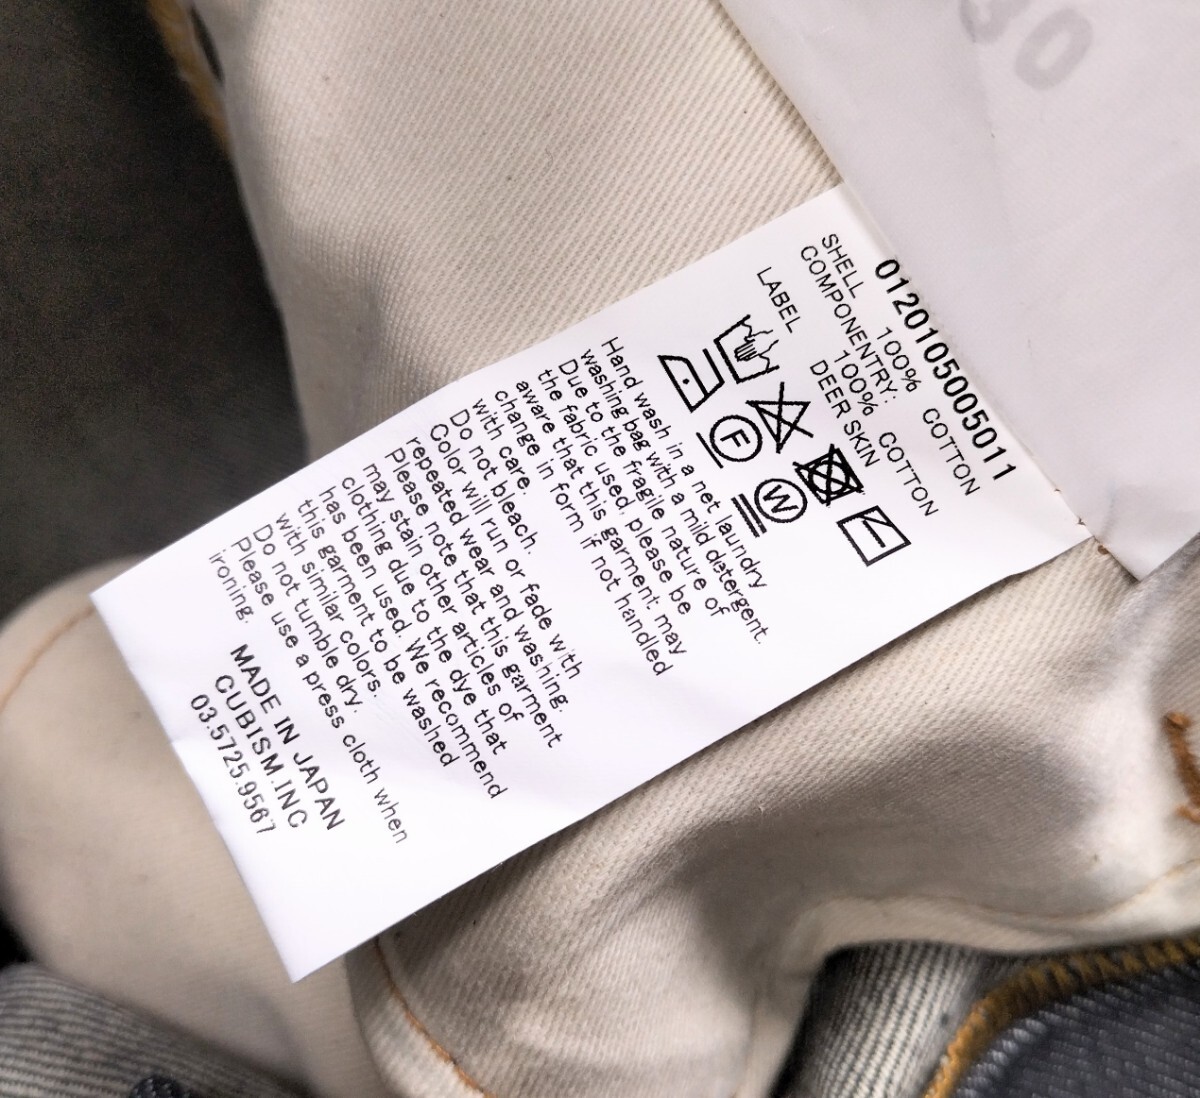 30
0120105005011
SHELL 100% COTTON
COMPONENTRY:
100% COTTON
LABEL DEER SKIN
F
W
Hand wash in a net laundry
washing bag with a mild detergent.
Due to the fragile nature of
the fabric used, please be
aware that this garment may
change in form if not handled
with care.
Do not bleach.
Color will run or fade with
repeated wear and washing.
Please note that this garment
may stain other articles of
clothing due to the dye that
has been used. We recommend
this garment to be washed
with similar colors.
Do not tumble dry.
Please use a press cloth when
ironing.
MADE IN JAPAN
CUBISM.INC
03.5725.9567